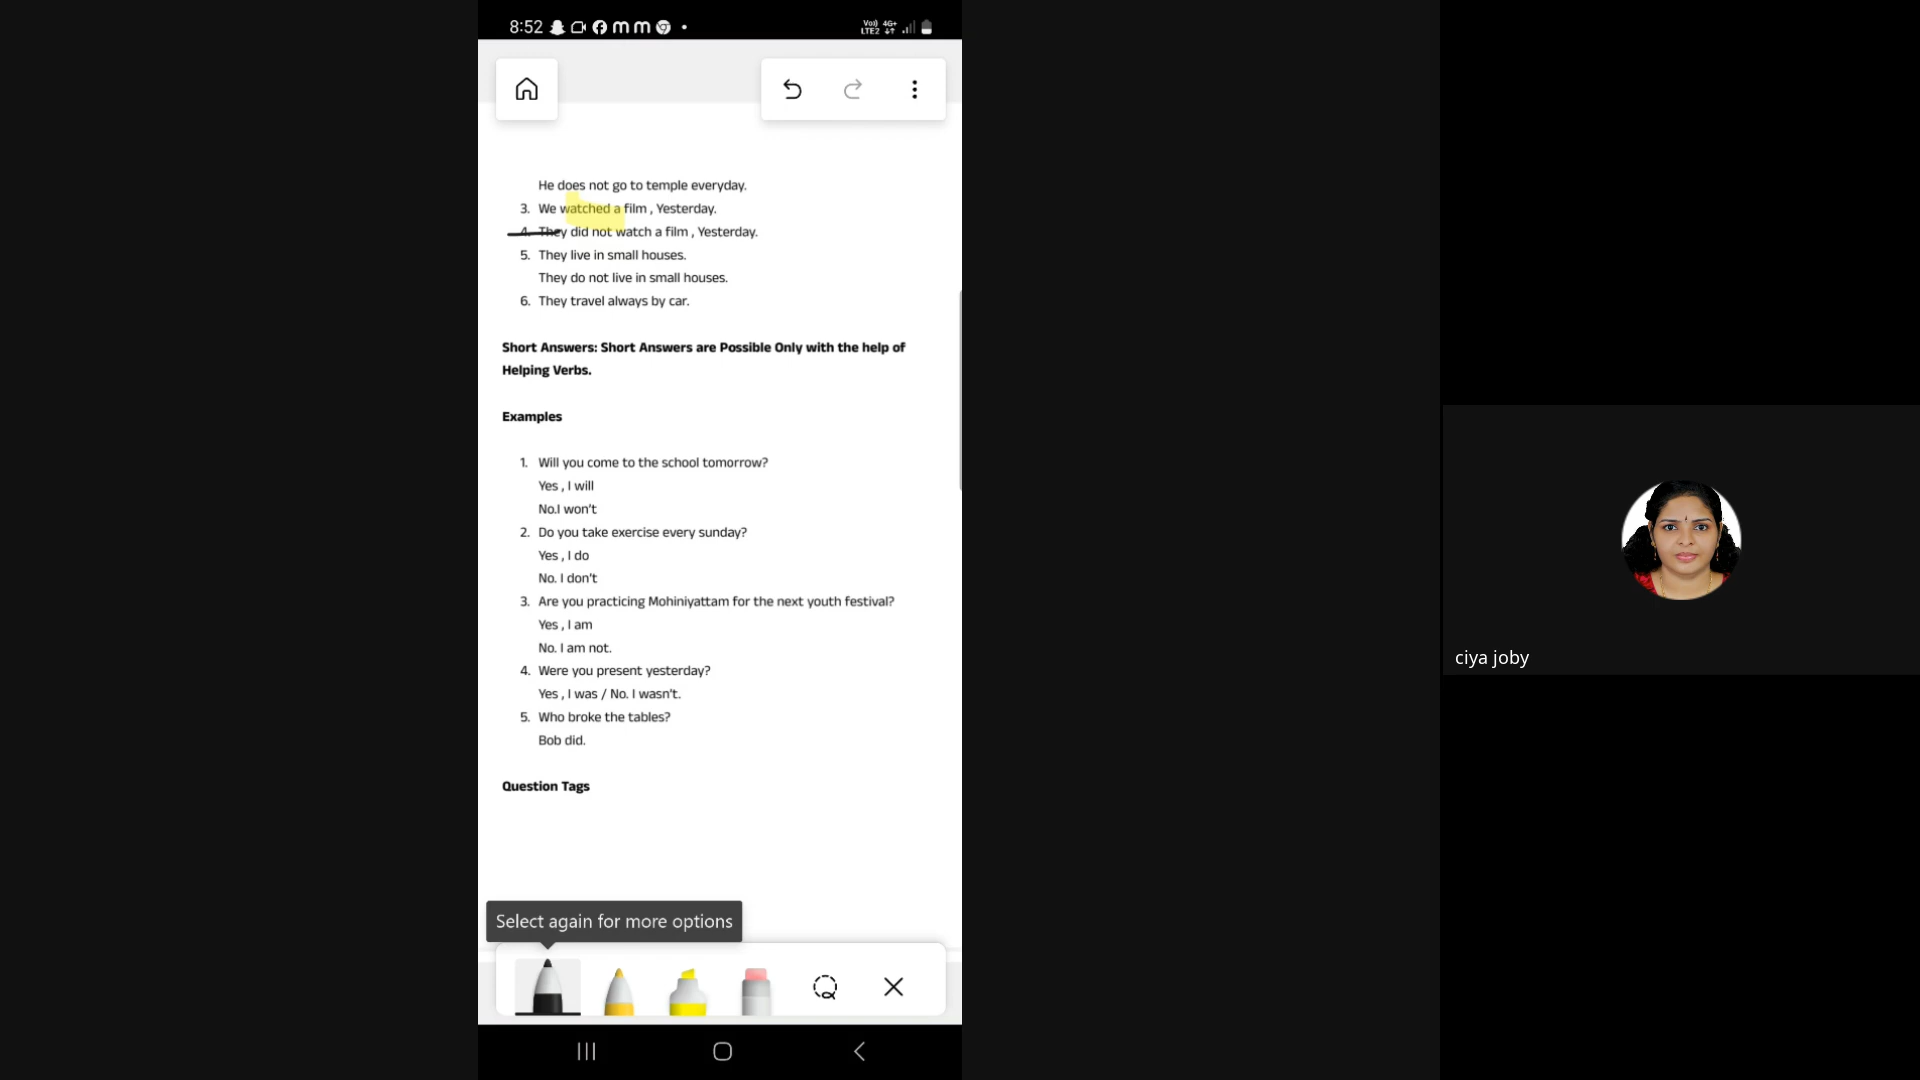 8:52
Vo)) 4G+
LTE2
He does not go to temple everyday.
3. We watched a film , Yesterday.
4. They did not watch a film , Yesterday.
5. They live in small houses.
They do not live in small houses.
6. They travel always by car.
Short Answers: Short Answers are Possible Only with the help of
Helping Verbs.
Examples
1. Will you come to the school tomorrow?
Yes , I will
No.I won't
2. Do you take exercise every sunday?
Yes , I do
No. I don't
3. Are you practicing Mohiniyattam for the next youth festival?
Yes , I am
No. I am not.
4. Were you present yesterday?
Yes , I was / No. I wasn't.
5. Who broke the tables?
Bob did.
Question Tags
Select again for more options
ciya joby